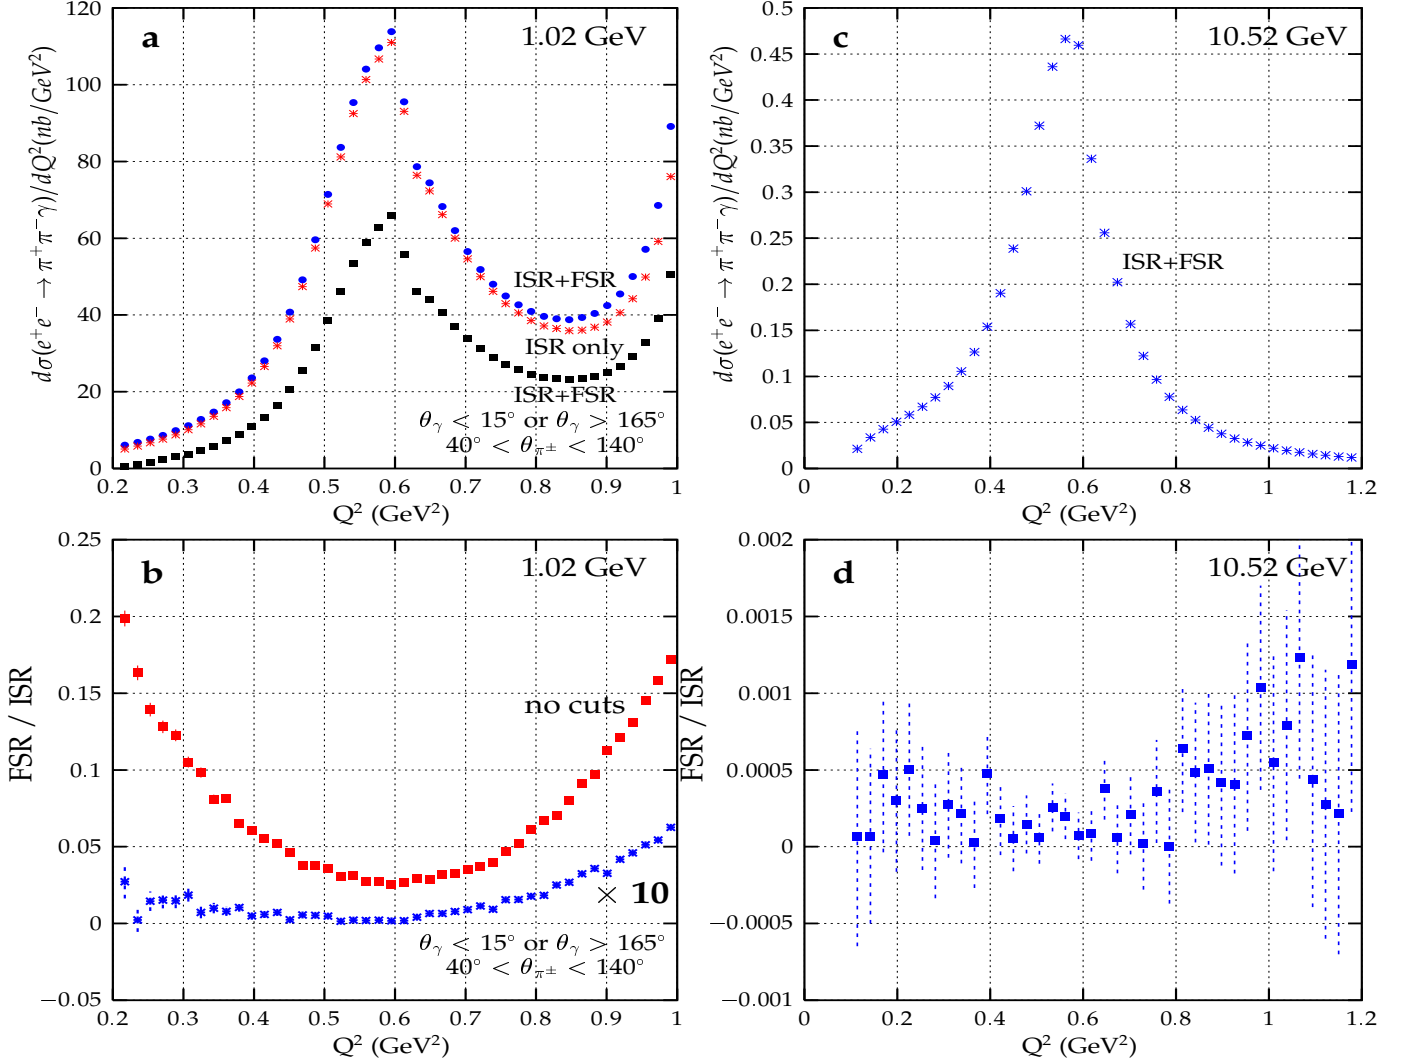 a
1.02 GeV
120
100
80
60
40
20
0
dσ(e⁺e⁻ → π⁺π⁻γ)/dQ²(nb/GeV²)
ISR+FSR
ISR only
ISR+FSR
θγ < 15° or θγ > 165°
40° < θπ± < 140°
0.2 0.3 0.4 0.5 0.6 0.7 0.8 0.9 1
Q² (GeV²)
c
10.52 GeV
0.5
0.45
0.4
0.35
0.3
0.25
0.2
0.15
0.1
0.05
0
dσ(e⁺e⁻ → π⁺π⁻γ)/dQ²(nb/GeV²)
ISR+FSR
0 0.2 0.4 0.6 0.8 1 1.2
Q² (GeV²)
b
1.02 GeV
0.25
0.2
0.15
0.1
0.05
0
−0.05
FSR / ISR
no cuts
× 10
θγ < 15° or θγ > 165°
40° < θπ± < 140°
0.2 0.3 0.4 0.5 0.6 0.7 0.8 0.9 1
Q² (GeV²)
d
10.52 GeV
0.002
0.0015
0.001
0.0005
0
−0.0005
−0.001
FSR / ISR
0 0.2 0.4 0.6 0.8 1 1.2
Q² (GeV²)